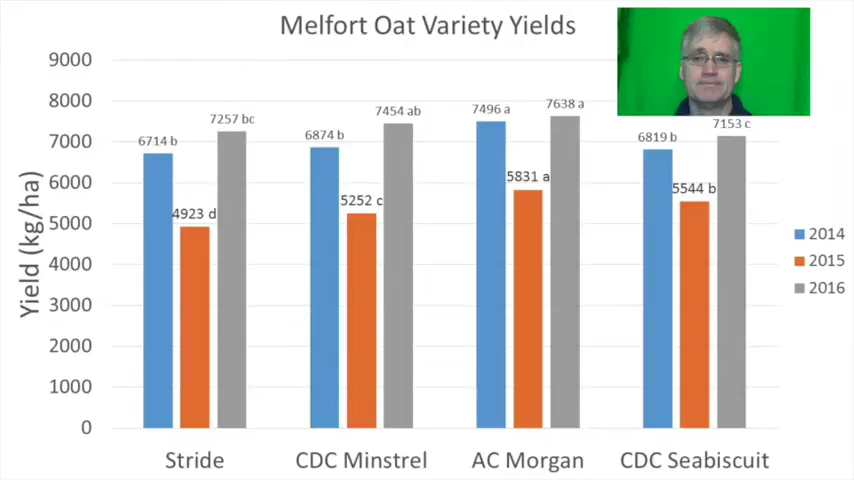 Melfort Oat Variety Yields
9000
8000
7000
6000
5000
4000
3000
2000
1000
0
Yield (kg/ha)
6714 b
4923 d
7257 bc
6874 b
5252 c
7454 ab
7496 a
5831 a
7638 a
6819 b
5544 b
7153 c
Stride
CDC Minstrel
AC Morgan
CDC Seabiscuit
2014
2015
2016